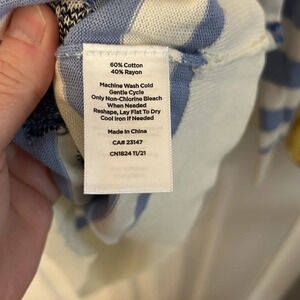 60% Cotton
40% Rayon
Machine Wash Cold
Gentle Cycle
Only Non-Chlorine Bleach
When Needed
Reshape, Lay Flat To Dry
Cool Iron If Needed
Made In China
CA# 23147
CN1824 11/21